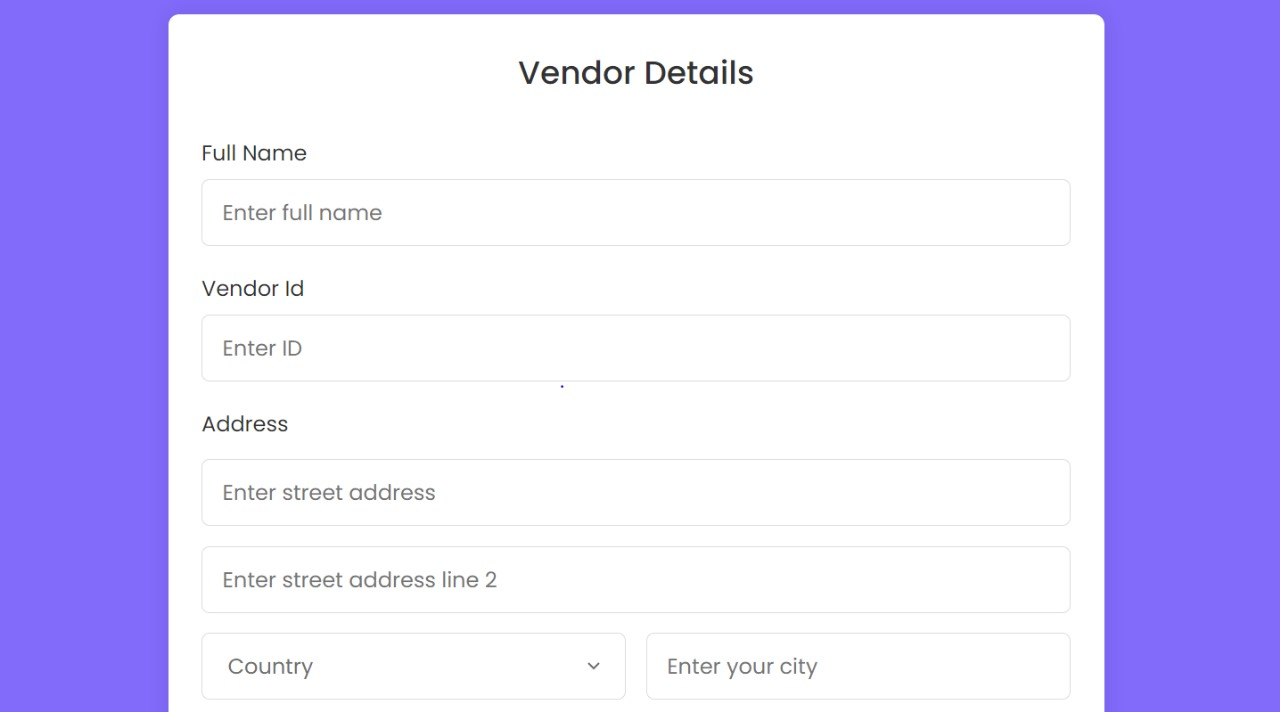 Vendor Details
Full Name
Enter full name
Vendor Id
Enter ID
Address
Enter street address
Enter street address line 2
Country
Enter your city